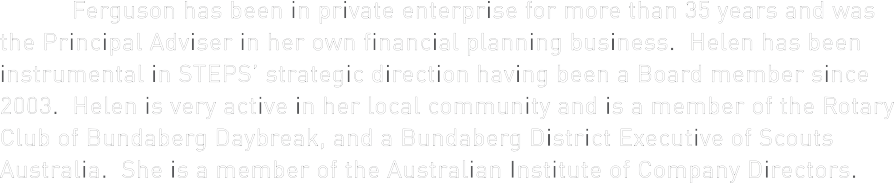 Ferguson has been in private enterprise for more than 35 years and was
the Principal Adviser in her own financial planning business. Helen has been
instrumental in STEPS' strategic direction having been a Board member since
2003. Helen is very active in her local community and is a member of the Rotary
Club of Bundaberg Daybreak, and a Bundaberg District Executive of Scouts
Australia. She is a member of the Australian Institute of Company Directors.